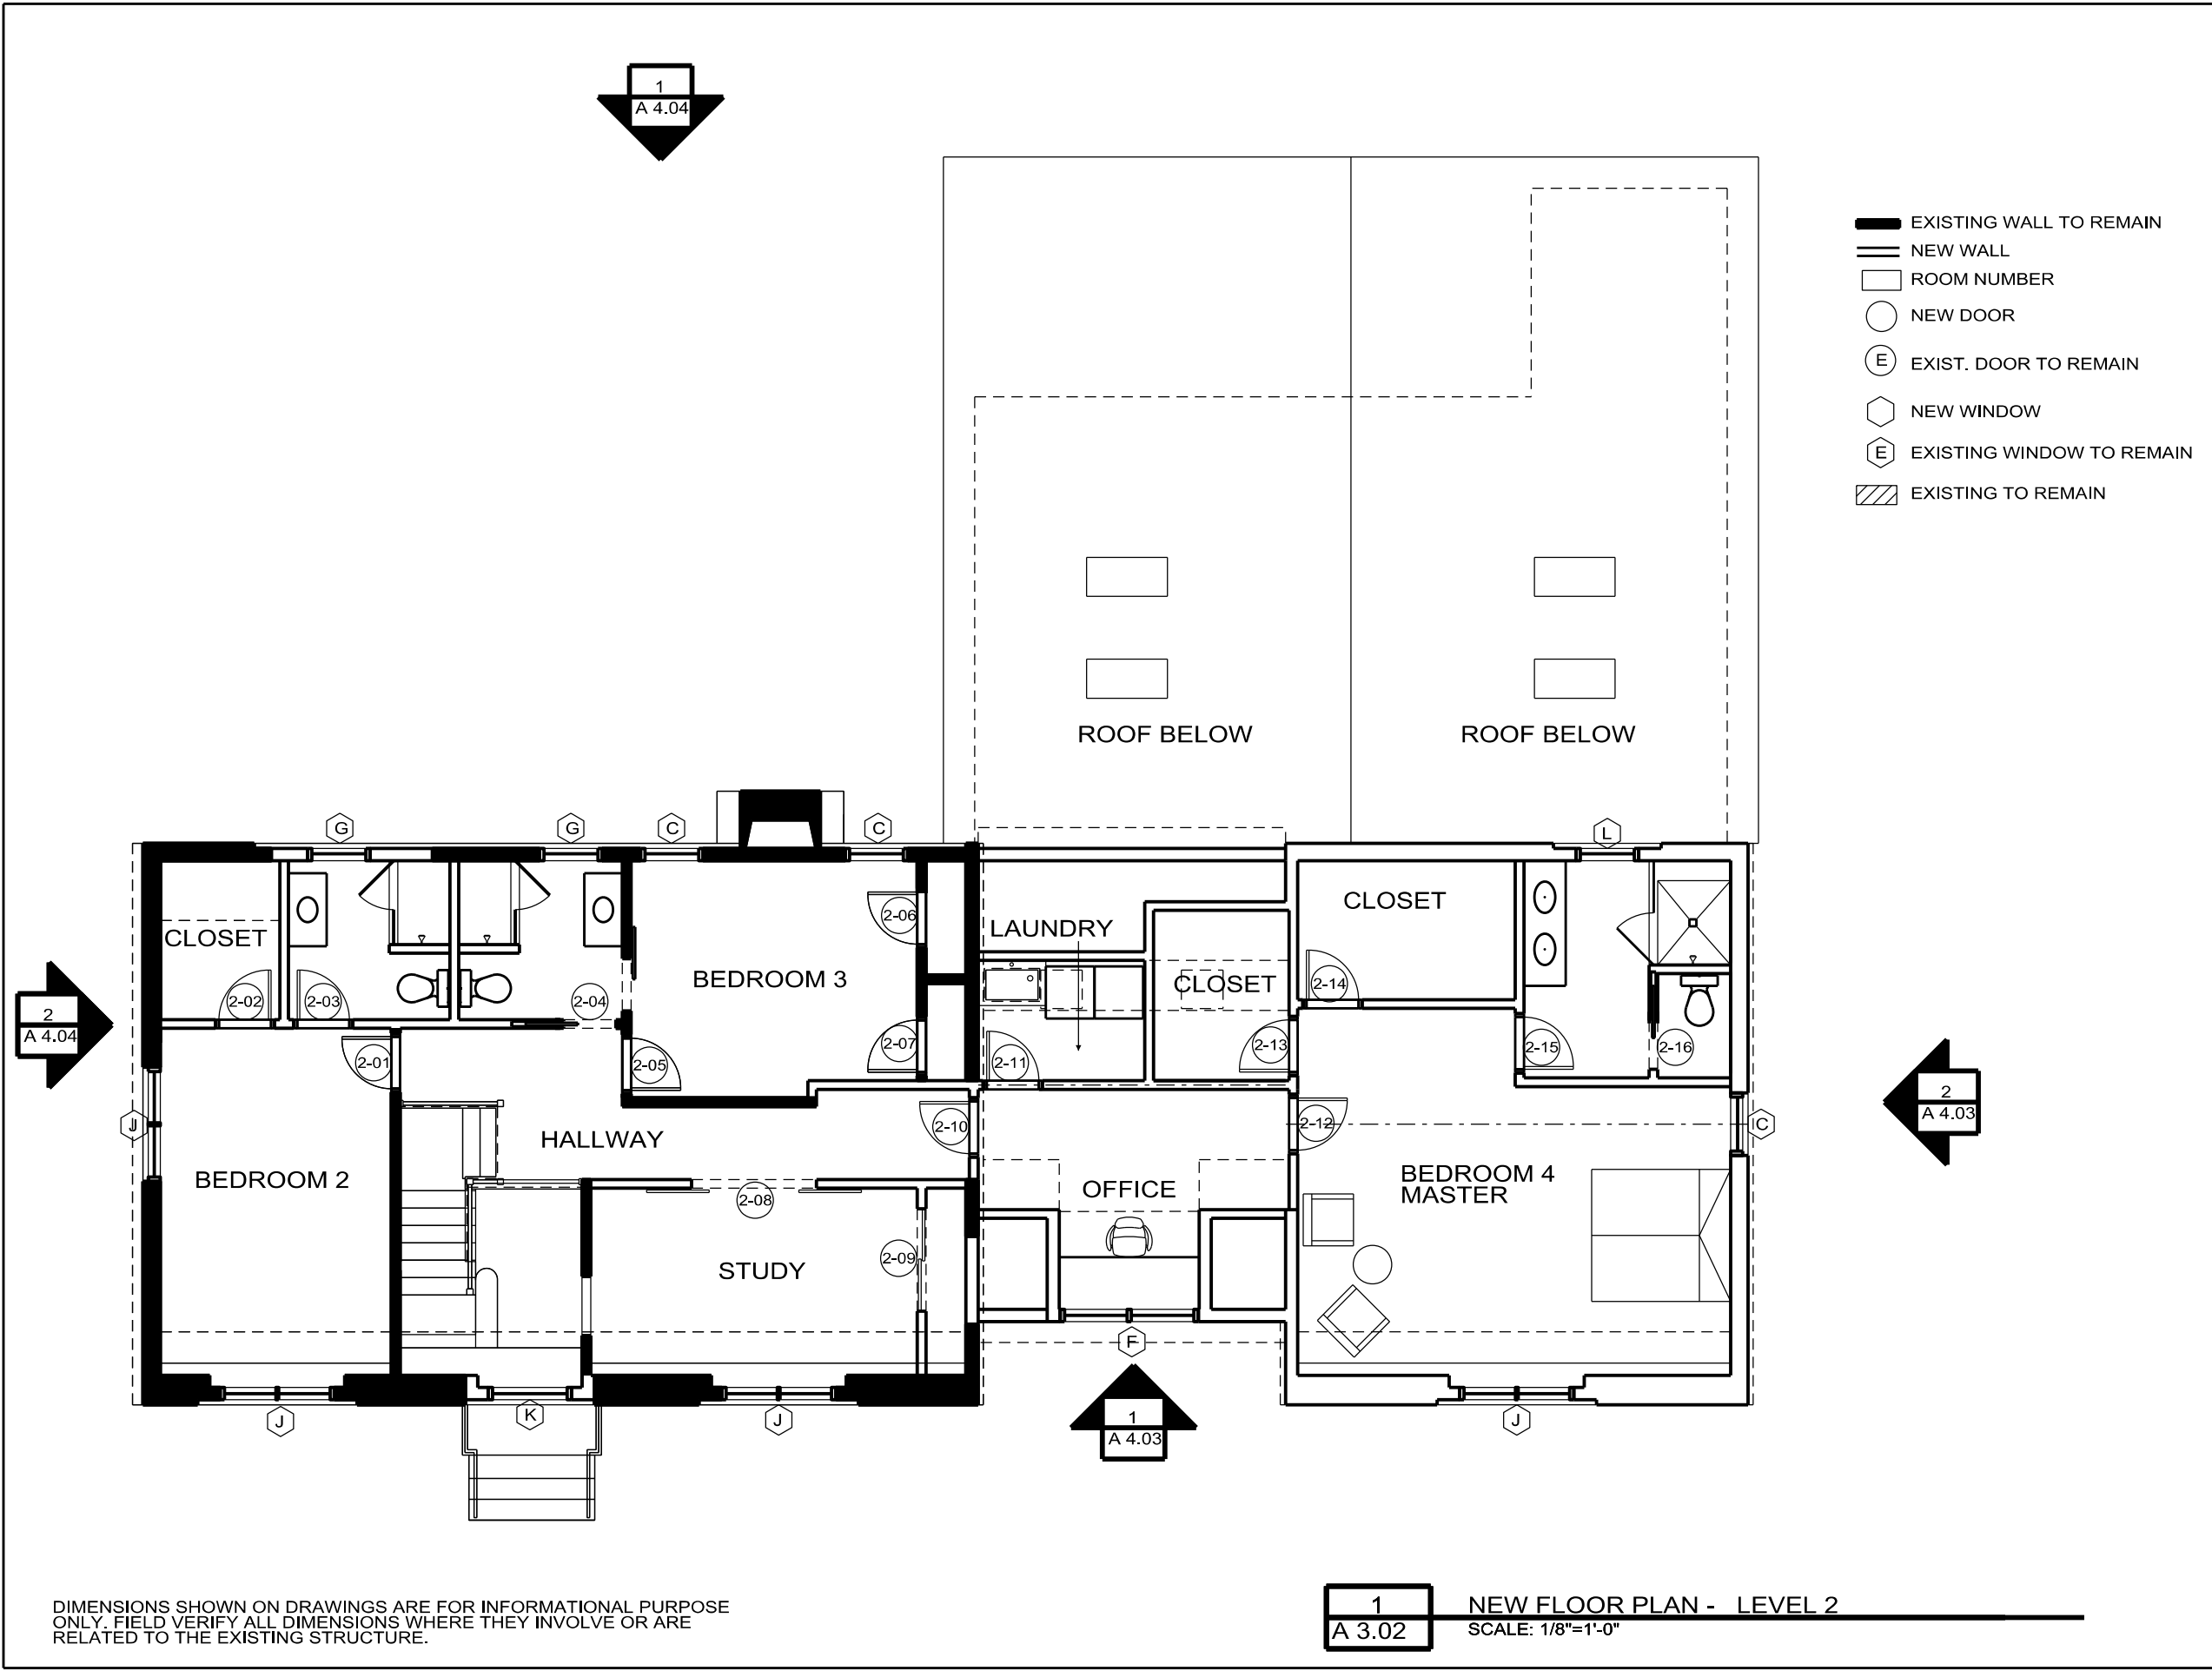 1
A 4.04
EXISTING WALL TO REMAIN
NEW WALL
ROOM NUMBER
NEW DOOR
E EXIST. DOOR TO REMAIN
NEW WINDOW
E EXISTING WINDOW TO REMAIN
EXISTING TO REMAIN
ROOF BELOW
ROOF BELOW
G
G
C
C
L
CLOSET
LAUNDRY
CLOSET
CLOSET
BEDROOM 3
CLOSET
2-06
2-02
2-03
2-04
2-14
2
A 4.04
2-01
2-05
2-07
2-11
2-13
2-15
2-16
2
A 4.03
J
HALLWAY
2-10
2-12
C
BEDROOM 2
2-08
OFFICE
BEDROOM 4
MASTER
STUDY
2-09
F
J
K
J
J
1
A 4.03
DIMENSIONS SHOWN ON DRAWINGS ARE FOR INFORMATIONAL PURPOSE
ONLY. FIELD VERIFY ALL DIMENSIONS WHERE THEY INVOLVE OR ARE
RELATED TO THE EXISTING STRUCTURE.
1
A 3.02
NEW FLOOR PLAN - LEVEL 2
SCALE: 1/8"=1'-0"